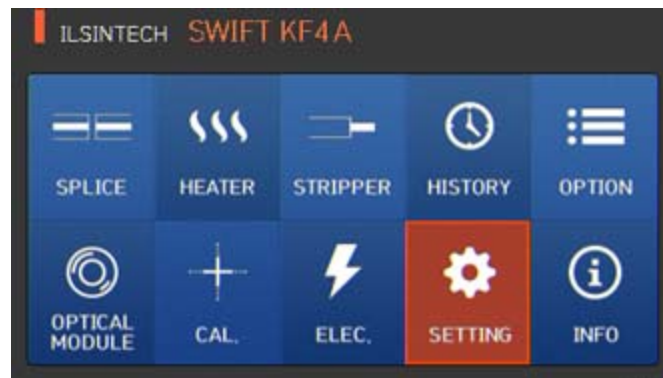 ILSINTECH SWIFT KF4A
SPLICE HEATER STRIPPER HISTORY OPTION
OPTICAL MODULE CAL. ELEC. SETTING INFO